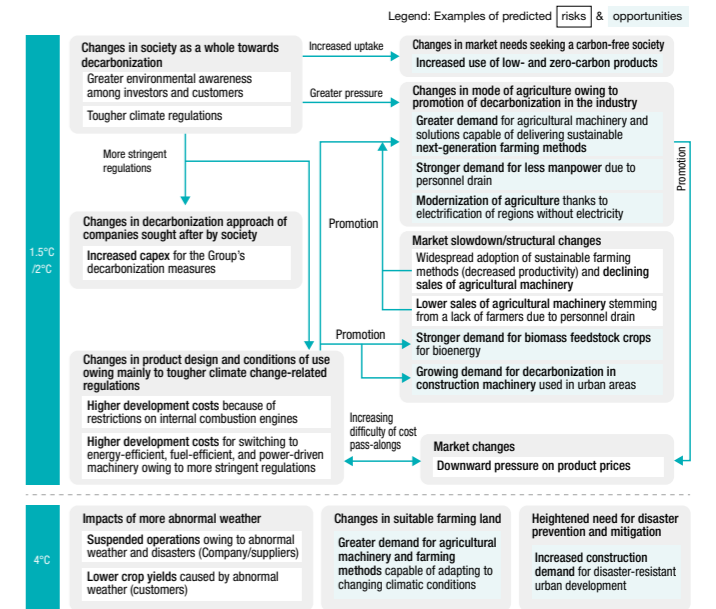 Legend: Examples of predicted risks & opportunities
Changes in society as a whole towards
decarbonization
Greater environmental awareness
among investors and customers
Tougher climate regulations
Increased uptake
Greater pressure
Changes in market needs seeking a carbon-free society
Increased use of low- and zero-carbon products
Changes in mode of agriculture owing to
promotion of decarbonization in the industry
Greater demand for agricultural machinery and
solutions capable of delivering sustainable
next-generation farming methods
Stronger demand for less manpower due to
personnel drain
Modernization of agriculture thanks to
electrification of regions without electricity
Promotion
More stringent
regulations
1.5°C
/2°C
Changes in decarbonization approach of
companies sought after by society
Increased capex for the Group's
decarbonization measures
Promotion
Market slowdown/structural changes
Widespread adoption of sustainable farming
methods (decreased productivity) and declining
sales of agricultural machinery
Lower sales of agricultural machinery stemming
from a lack of farmers due to personnel drain
Stronger demand for biomass feedstock crops
for bioenergy
Growing demand for decarbonization in
construction machinery used in urban areas
Promotion
Changes in product design and conditions of use
owing mainly to tougher climate change-related
regulations
Higher development costs because of
restrictions on internal combustion engines
Higher development costs for switching to
energy-efficient, fuel-efficient, and power-driven
machinery owing to more stringent regulations
Increasing
difficulty of cost
pass-alongs
Market changes
Downward pressure on product prices
4°C
Impacts of more abnormal weather
Suspended operations owing to abnormal
weather and disasters (Company/suppliers)
Lower crop yields caused by abnormal
weather (customers)
Changes in suitable farming land
Greater demand for agricultural
machinery and farming
methods capable of adapting to
changing climatic conditions
Heightened need for disaster
prevention and mitigation
Increased construction
demand for disaster-resistant
urban development